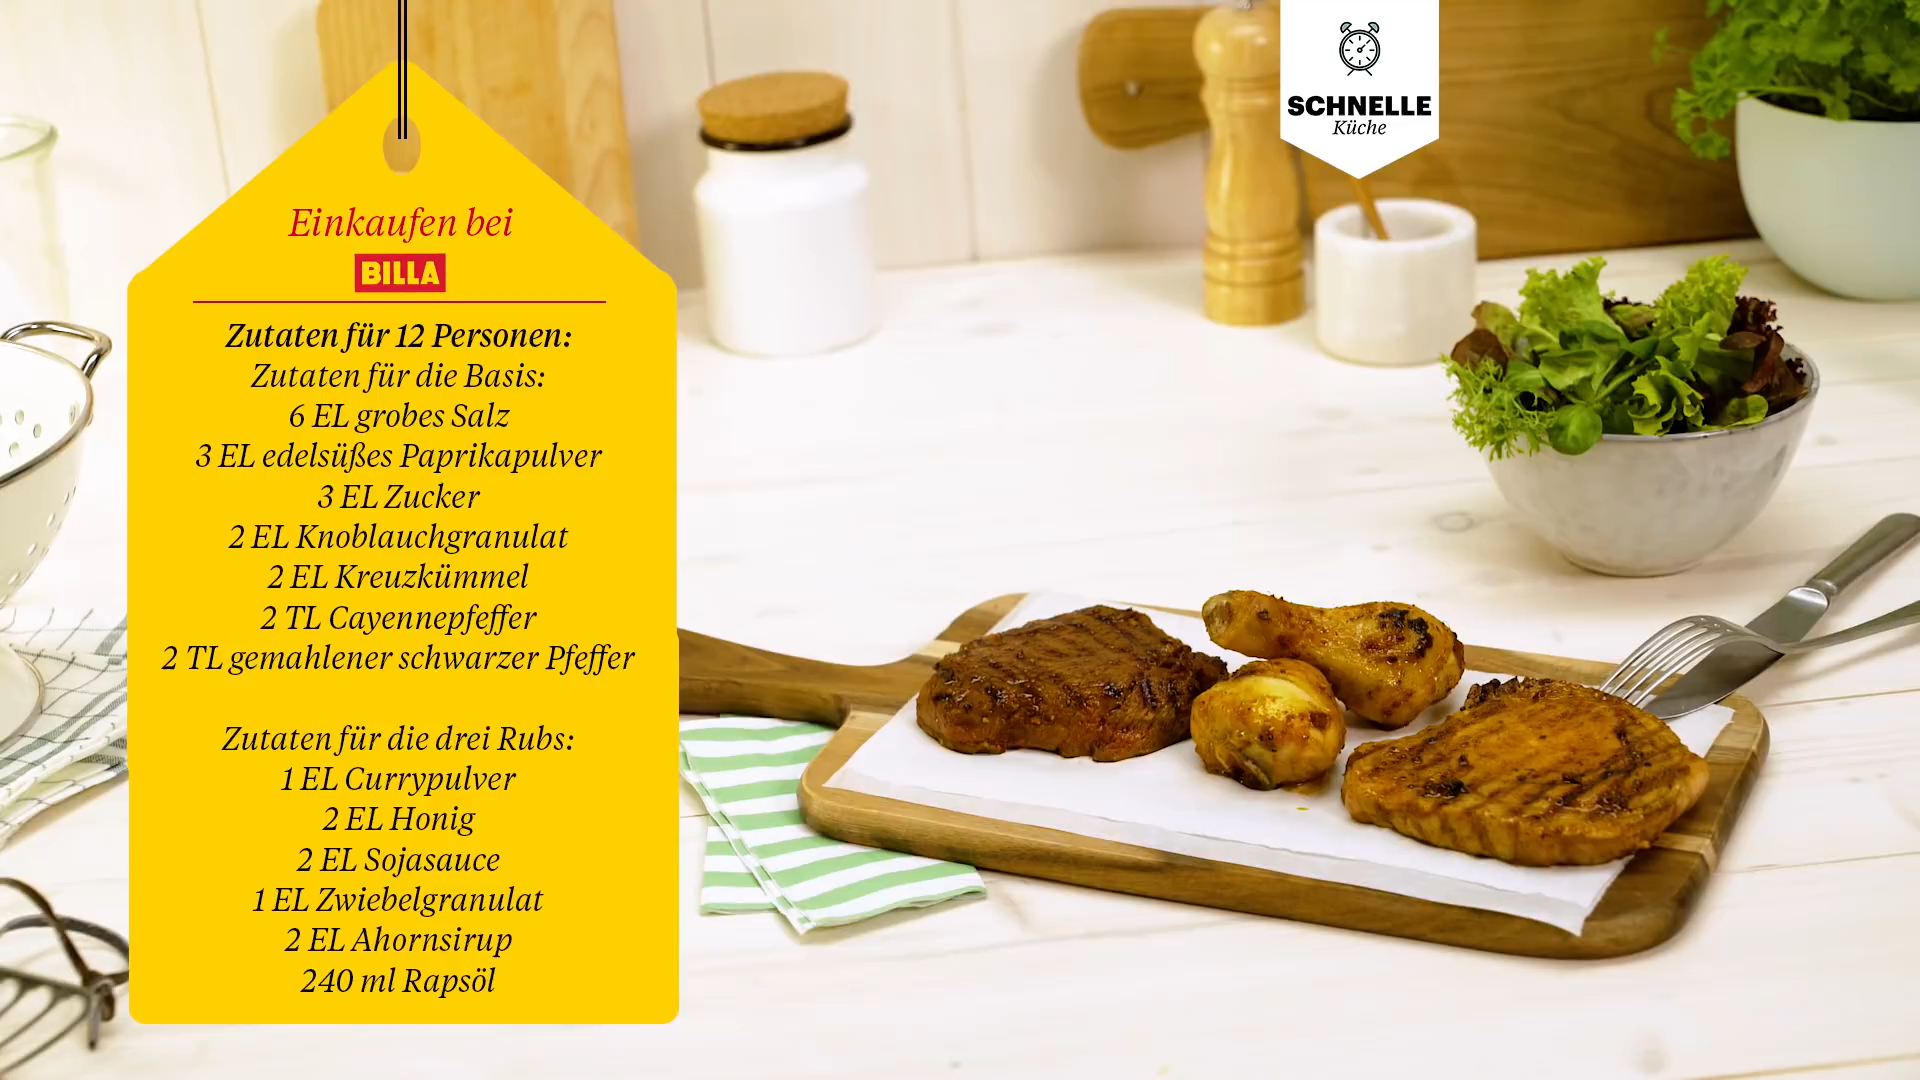 Einkaufen bei
BILLA
Zutaten für 12 Personen:
Zutaten für die Basis:
6 EL grobes Salz
3 EL edelsüßes Paprikapulver
3 EL Zucker
2 EL Knoblauchgranulat
2 EL Kreuzkümmel
2 TL Cayennepfeffer
2 TL gemahlener schwarzer Pfeffer
Zutaten für die drei Rubs:
1 EL Currypulver
2 EL Honig
2 EL Sojasauce
1 EL Zwiebelgranulat
2 EL Ahornsirup
240 ml Rapsöl
SCHNELLE
Küche